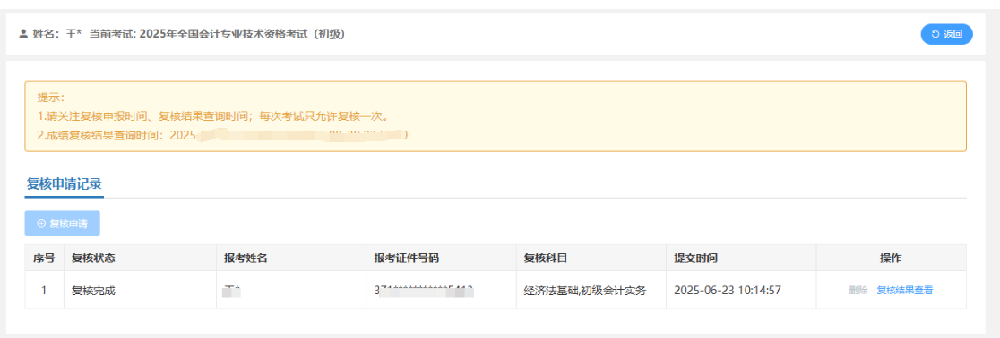 姓名: 王* 当前考试: 2025年全国会计专业技术资格考试（初级）
返回
提示：
1.请关注复核申报时间、复核结果查询时间；每次考试只允许复核一次。
2.成绩复核结果查询时间：2025-
复核申请记录
复核申请
序号 复核状态 报考姓名 报考证件号码 复核科目 提交时间 操作
1 复核完成 经济法基础,初级会计实务 2025-06-23 10:14:57 删除 复核结果查看